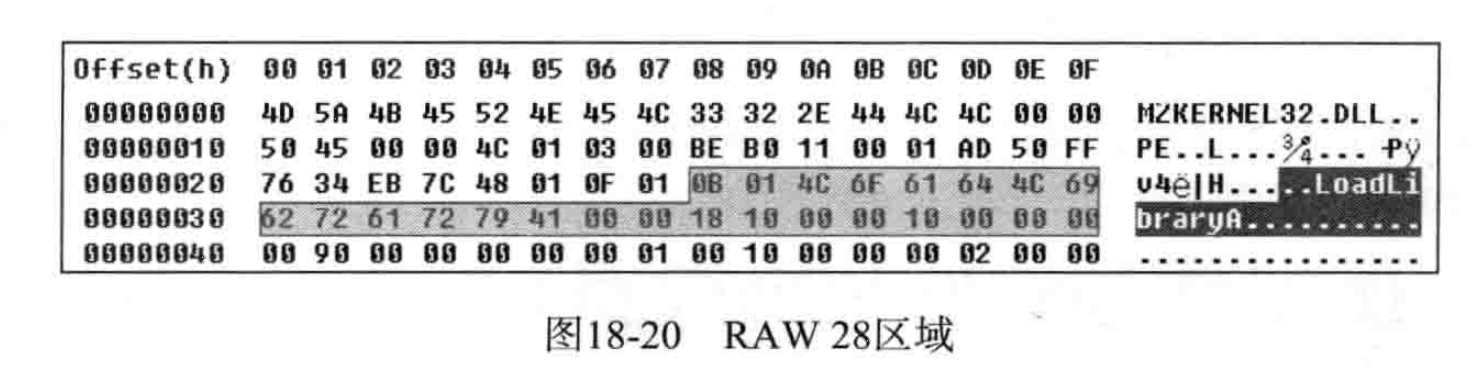 Offset(h) 00 01 02 03 04 05 06 07 08 09 0A 0B 0C 0D 0E 0F
00000000 4D 5A 4B 45 52 4E 45 4C 33 32 2E 44 4C 4C 00 00 MZKERNEL32.DLL..
00000010 50 45 00 00 4C 01 03 00 BE B0 11 00 01 AD 50 FF PE..L...¾... -Pÿ
00000020 76 34 EB 7C 48 01 0F 01 0B 01 4C 6F 61 64 4C 69 v4ë|H.....LoadLi
00000030 62 72 61 72 79 41 00 00 18 10 00 00 10 00 00 00 braryA..........
00000040 00 90 00 00 00 00 00 01 00 10 00 00 00 02 00 00 ................
图18-20 RAW 28区域